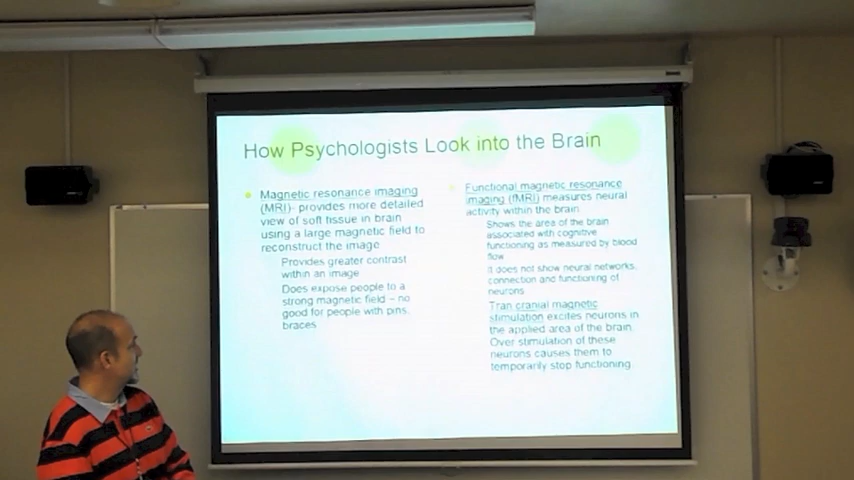 How Psychologists Look into the Brain
Magnetic resonance imaging
(MRI)- provides more detailed
view of soft tissue in brain
using a large magnetic field to
reconstruct the image
Provides greater contrast
within an image
Does expose people to a
strong magnetic field – no
good for people with pins,
braces
Functional magnetic resonance
imaging (fMRI) measures neural
activity within the brain
Shows the area of the brain
associated with cognitive
functioning as measured by blood
flow
It does not show neural networks,
connection and functioning of
neurons
Tran cranial magnetic
stimulation excites neurons in
the applied area of the brain.
Over stimulation of these
neurons causes them to
temporarily stop functioning.